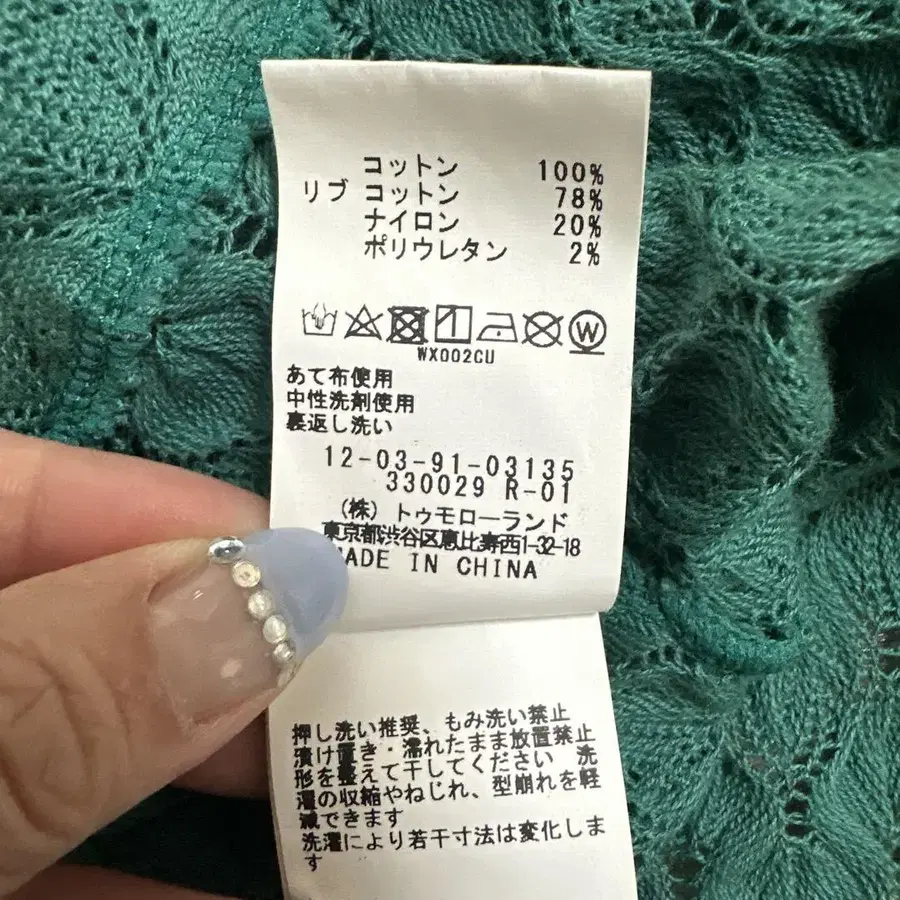 コットン 100%
リブ コットン 78%
ナイロン 20%
ポリウレタン 2%
W
WX002CU
あて布使用
中性洗剤使用
裏返し洗い
12-03-91-03135
330029 R-01
(株) トゥモローランド
東京都渋谷区恵比寿西1-32-18
MADE IN CHINA
押し洗い推奨、もみ洗い禁止
漬け置き・濡れたまま放置禁止
形を整えて干してください 洗
濯の収縮やねじれ、型崩れを軽
減できます
洗濯により若干寸法は変化しま
す